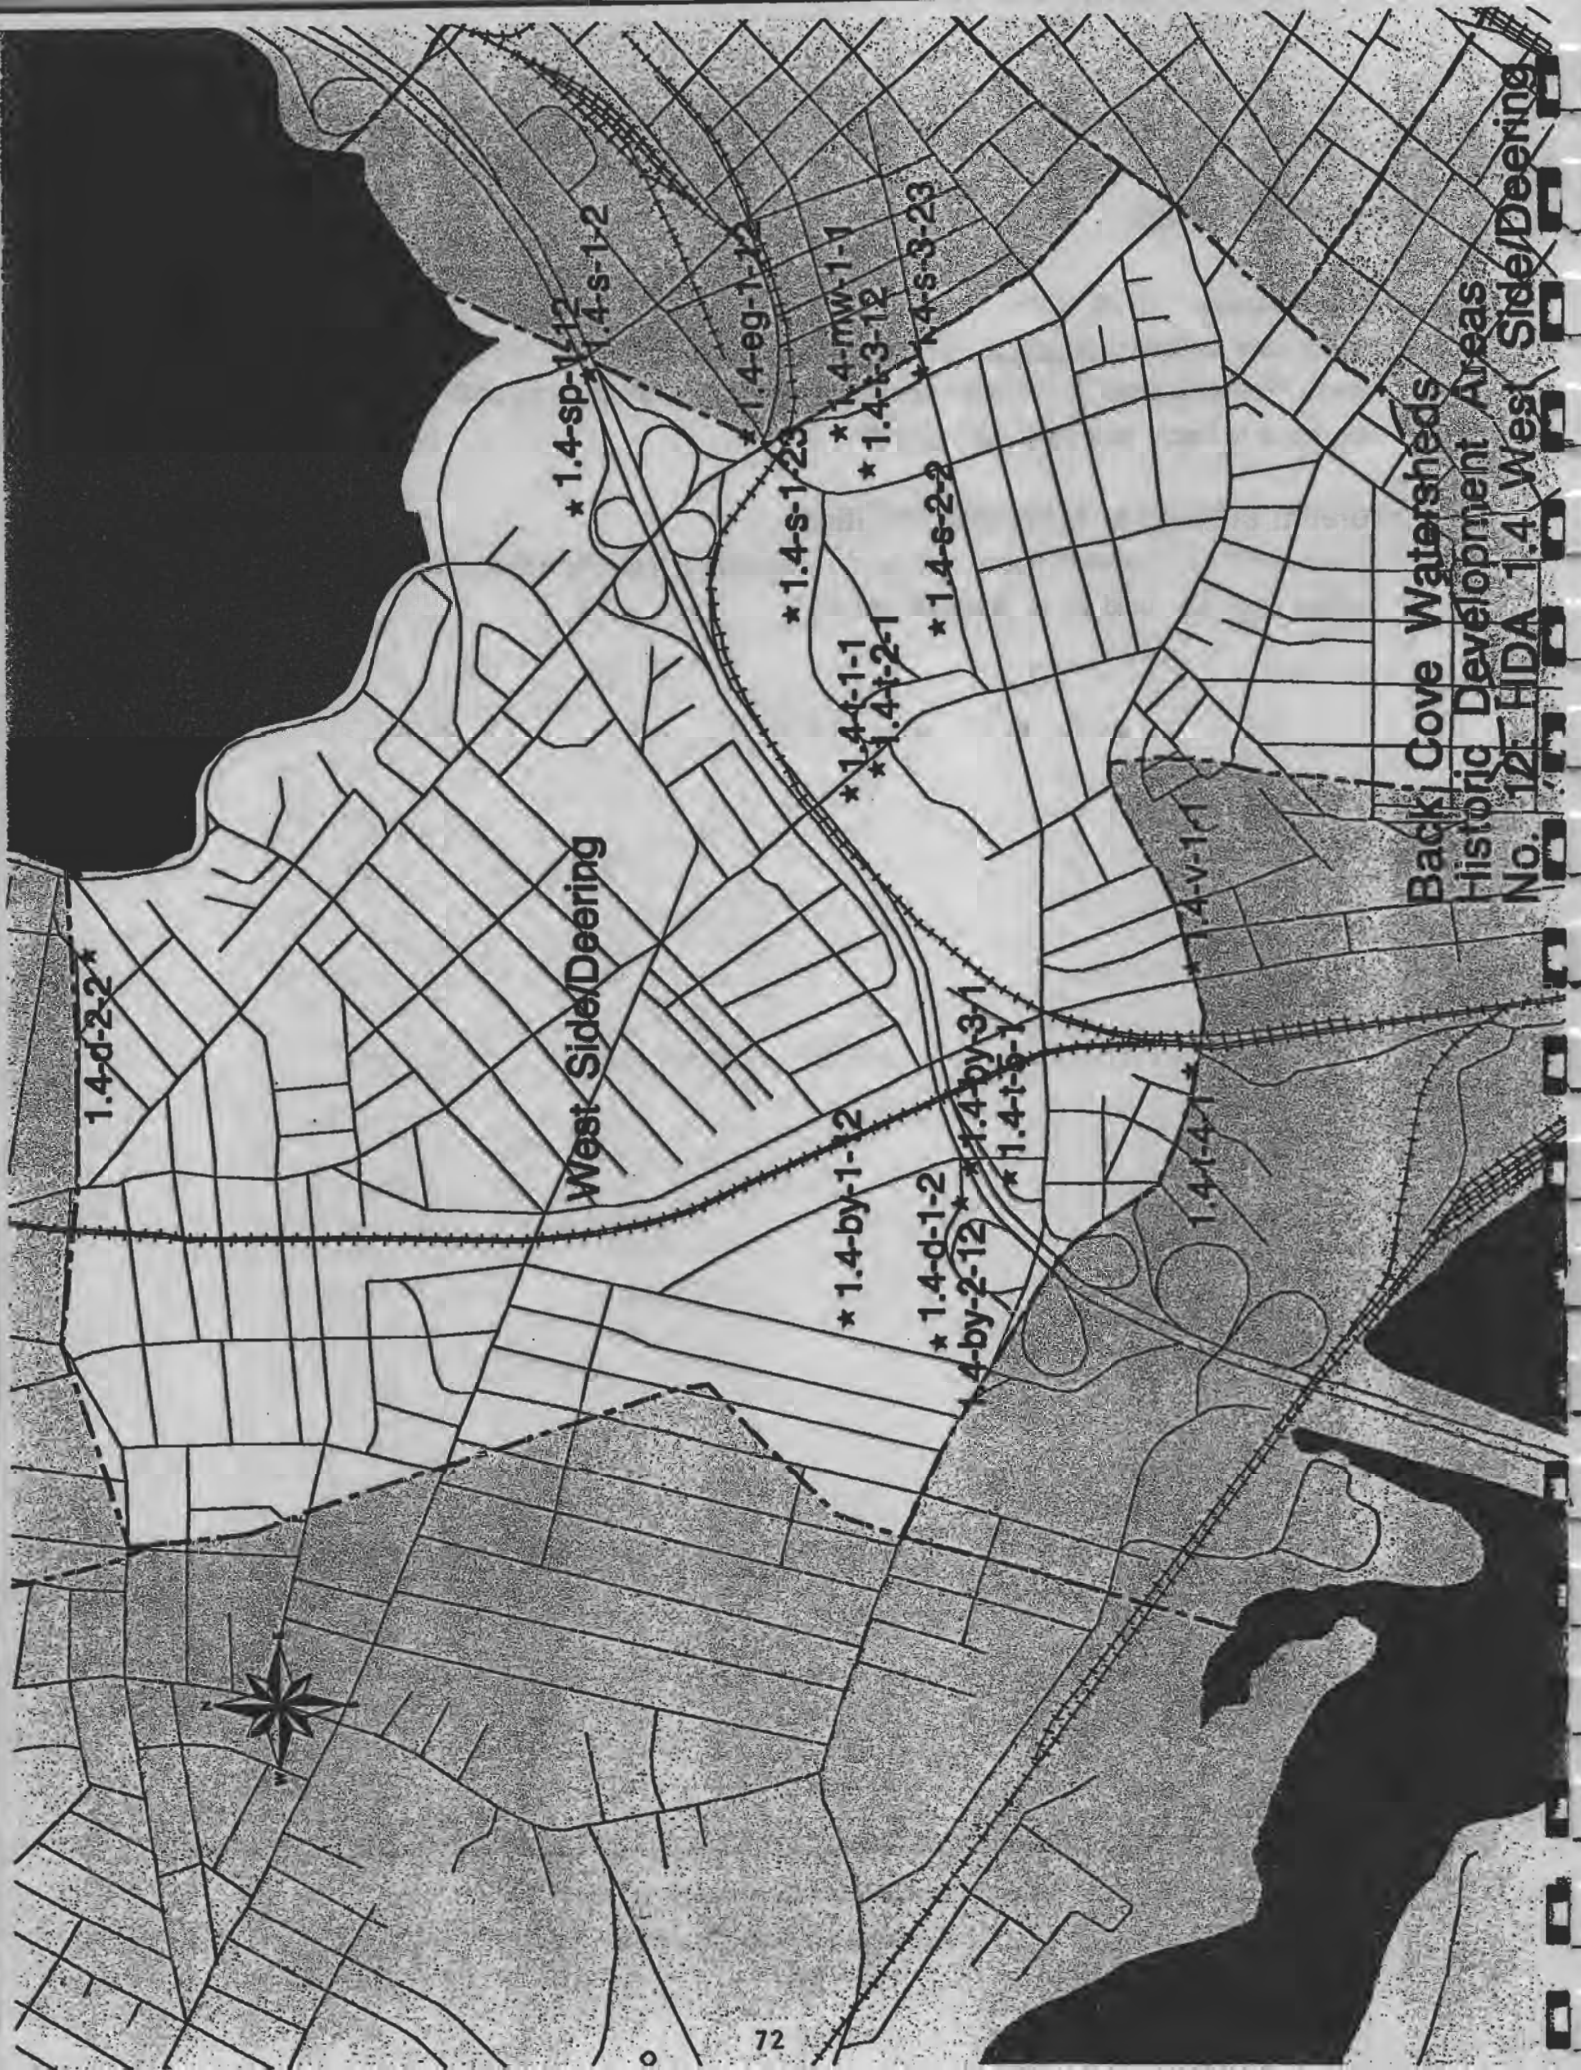 1.4-s-1-2
1.4-sp-1-12
1.4-eg-1-12
1.4-mw-1-1
1.4-t-3-12
1.4-s-3-23
1.4-s-1-23
1.4-s-2-2
1.4-t-1-1
1.4-t-2-1
1.4-d-2-2
West Side/Deering
1.4-v-1-1
1.4-by-3-1
1.4-t-5-1
1.4-t-4-1
1.4-by-1-12
1.4-d-1-2
1.4-by-2-12
N
W
E
Back Cove Watersheds
Historic Development Areas
No. 12: HDA 1.4 West Side/Deering
72